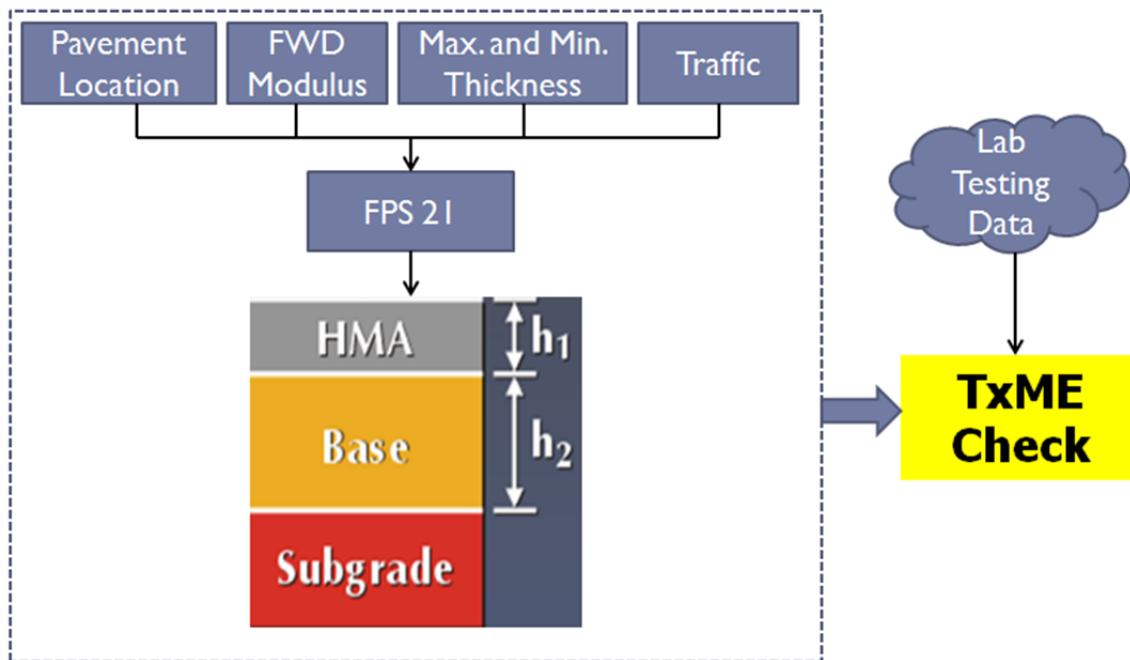 Pavement
Location
FWD
Modulus
Max. and Min.
Thickness
Traffic
FPS 21
Lab
Testing
Data
HMA
h₁
Base
h₂
Subgrade
TxME
Check